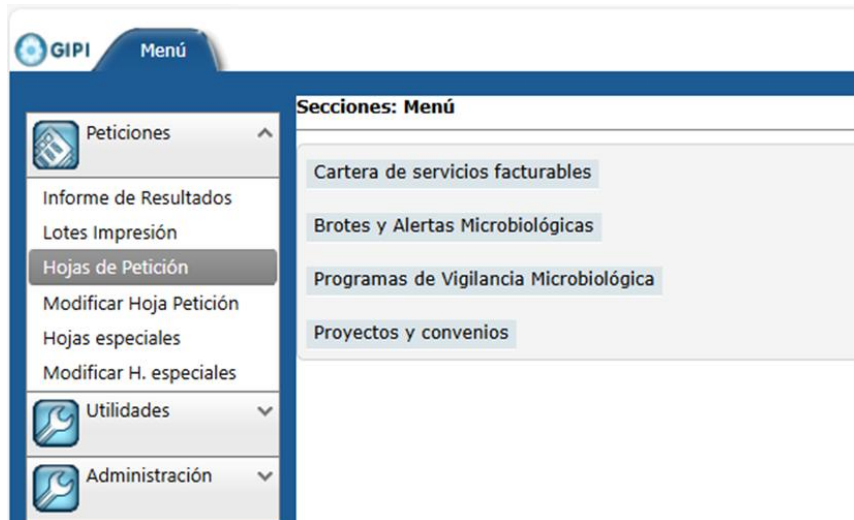 GIPI
Menú
Peticiones
Informe de Resultados
Lotes Impresión
Hojas de Petición
Modificar Hoja Petición
Hojas especiales
Modificar H. especiales
Utilidades
Administración
Secciones: Menú
Cartera de servicios facturables
Brotes y Alertas Microbiológicas
Programas de Vigilancia Microbiológica
Proyectos y convenios